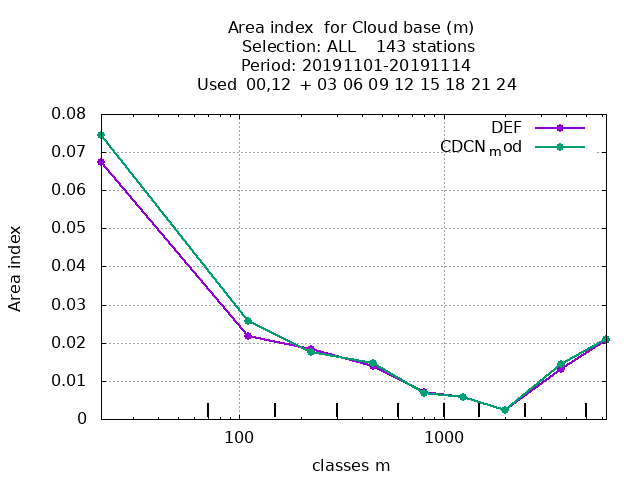 Area index  for Cloud base (m)
Selection: ALL    143 stations
Period: 20191101-20191114
Used  00,12  + 03 06 09 12 15 18 21 24
0.08
0.07
0.06
0.05
0.04
0.03
0.02
0.01
0
Area index
DEF
CDCNmod
100
1000
classes m